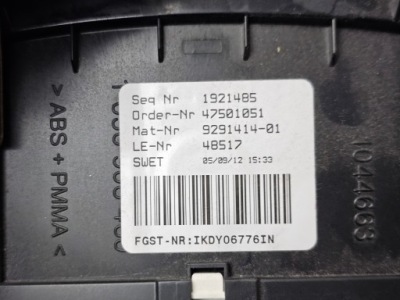 Seq Nr 1921485
Order-Nr 47501051
Mat-Nr 9291414-01
LE-Nr 48517
SWET 05/09/12 15:33
FGST-NR:IKDY06776IN
> ABS + PMMA <
1044663